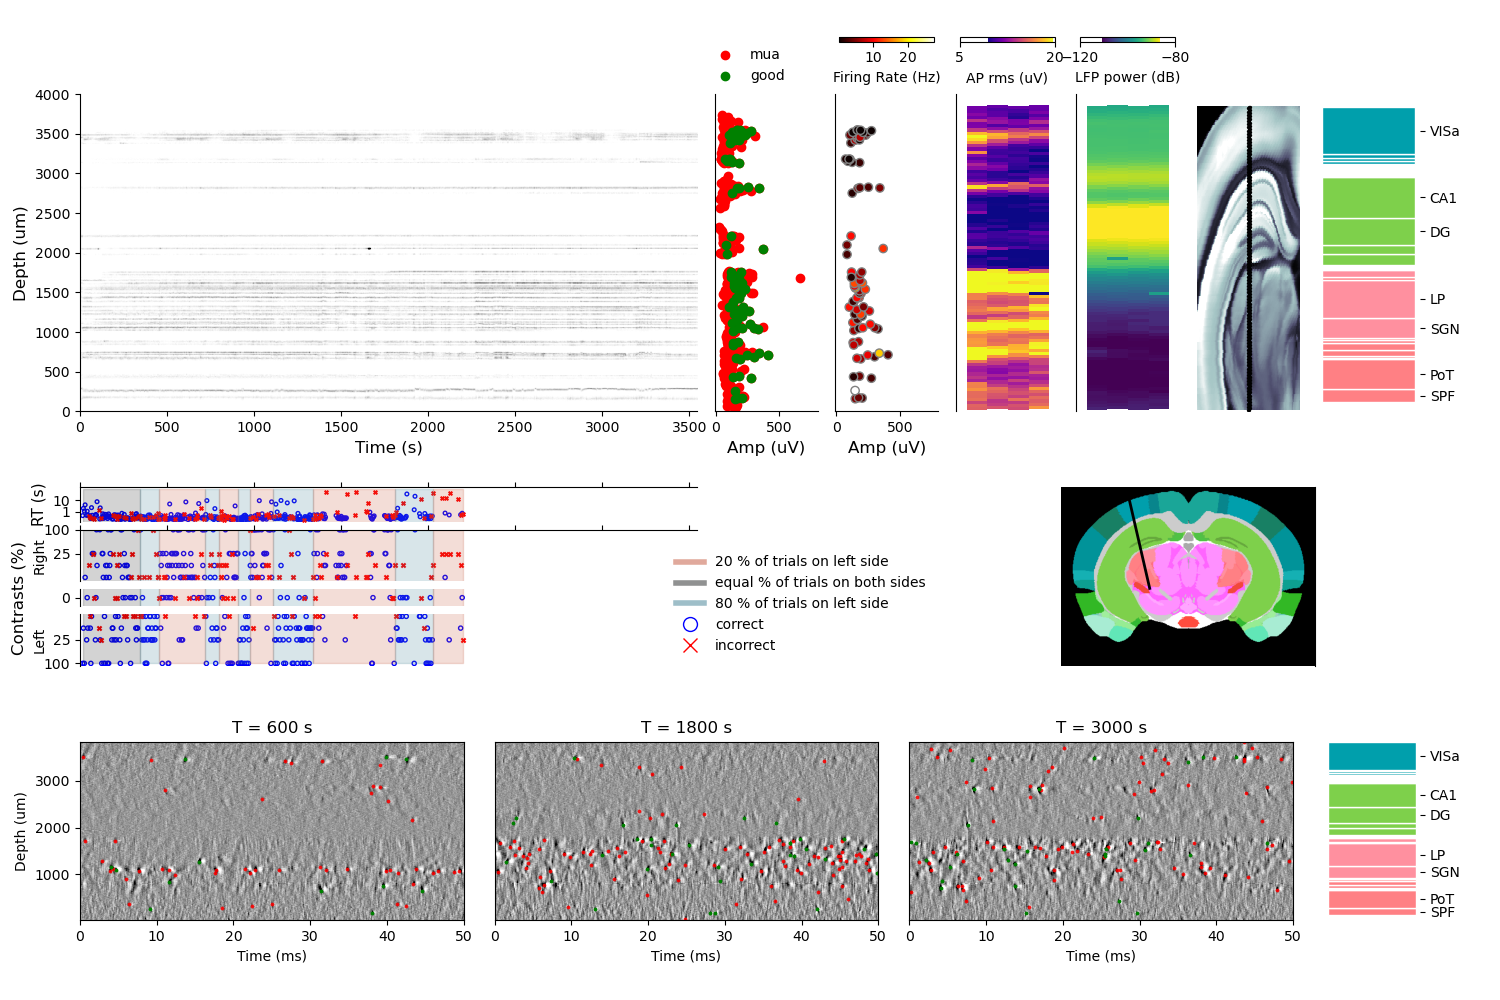 mua
good
10 20
Firing Rate (Hz)
5 20
AP rms (uV)
−120 −80
LFP power (dB)
4000
3500
3000
2500
2000
1500
1000
500
0
Depth (um)
0 500 1000 1500 2000 2500 3000 3500
Time (s)
0 500
Amp (uV)
0 500
Amp (uV)
VISa
CA1
DG
LP
SGN
PoT
SPF
RT (s)
10
1
Contrasts (%)
Right
100
25
0
Left
25
100
20 % of trials on left side
equal % of trials on both sides
80 % of trials on left side
correct
incorrect
T = 600 s
T = 1800 s
T = 3000 s
Depth (um)
3000
2000
1000
0 10 20 30 40 50
Time (ms)
0 10 20 30 40 50
Time (ms)
0 10 20 30 40 50
Time (ms)
VISa
CA1
DG
LP
SGN
PoT
SPF